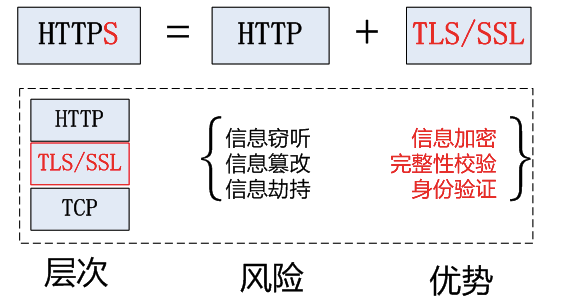 HTTPS = HTTP + TLS/SSL
HTTP
TLS/SSL
TCP
信息窃听
信息篡改
信息劫持
信息加密
完整性校验
身份验证
层次
风险
优势